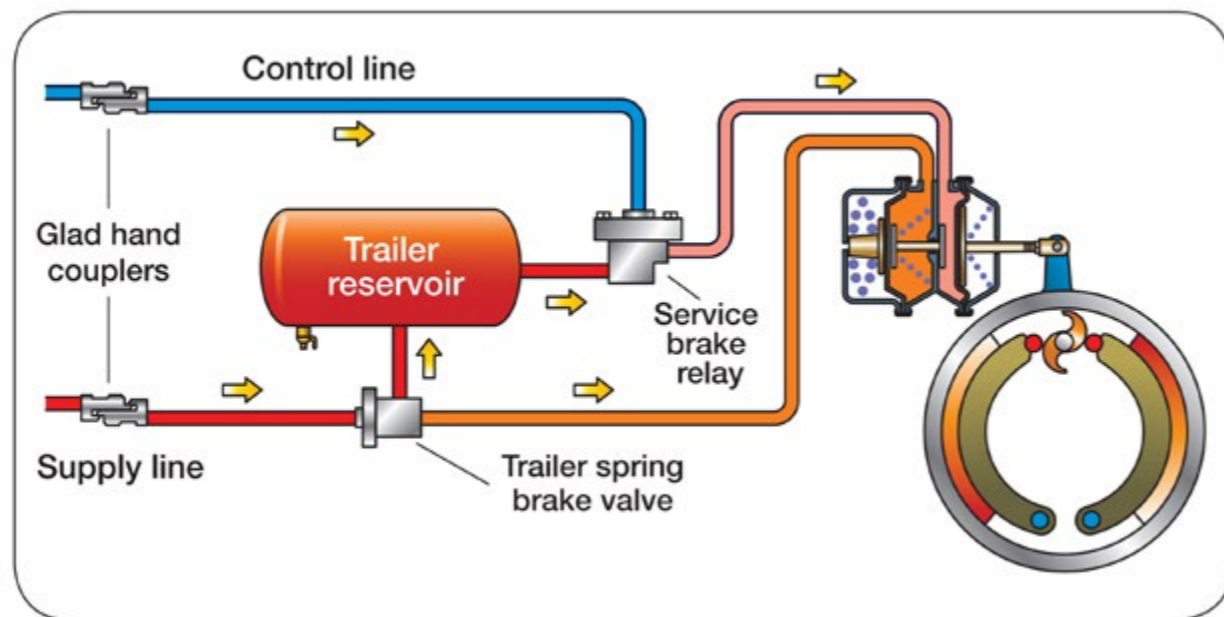 Control line
Glad hand
couplers
Trailer
reservoir
Service
brake
relay
Supply line
Trailer spring
brake valve